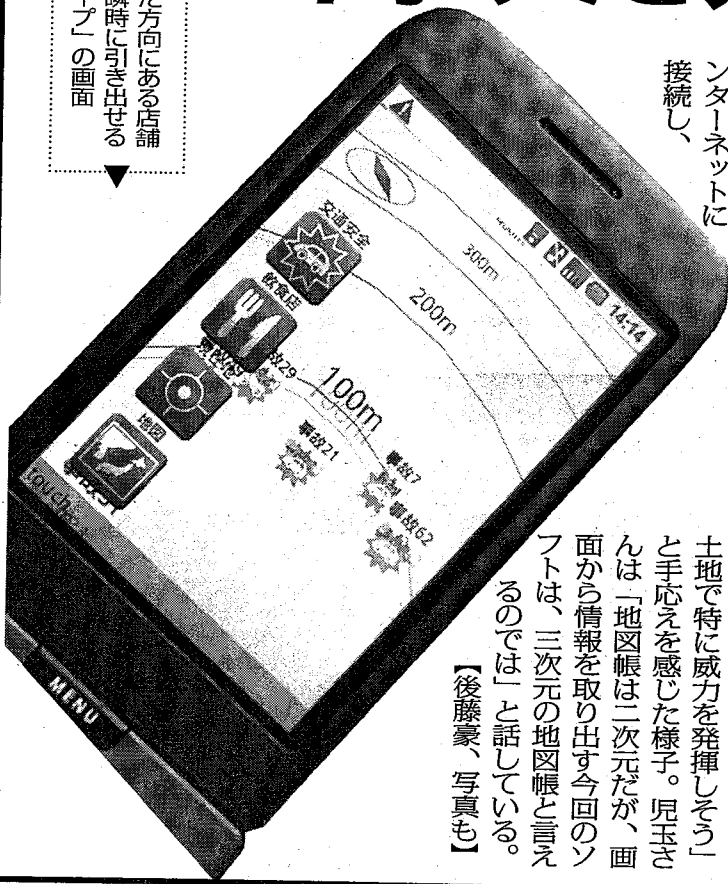 ンターネットに
接続し、
土地で特に威力を発揮しそう」
と手応えを感じた様子。児玉さ
んは「地図帳は二次元だが、画
面から情報を取り出す今回のソ
フトは、三次元の地図帳と言え
るのでは」と話している。
【後藤豪、写真も】
た方向にある店舗
瞬時に引き出せる
プ」の画面
14:14
300m
200m
100m
交通安全
飲食店
地図
事故21
事故7
事故62
touch
MENU